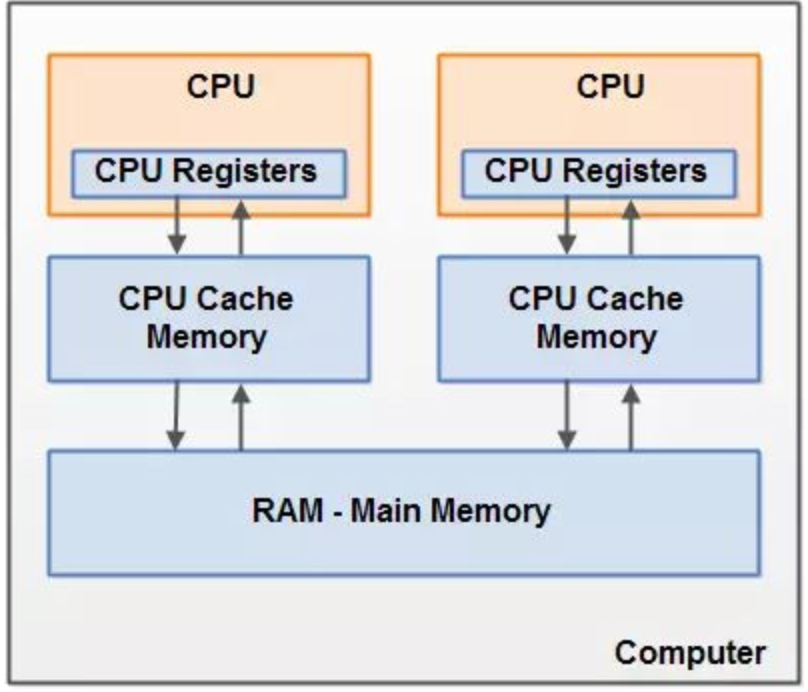 CPU
CPU
CPU Registers
CPU Registers
CPU Cache
Memory
CPU Cache
Memory
RAM - Main Memory
Computer